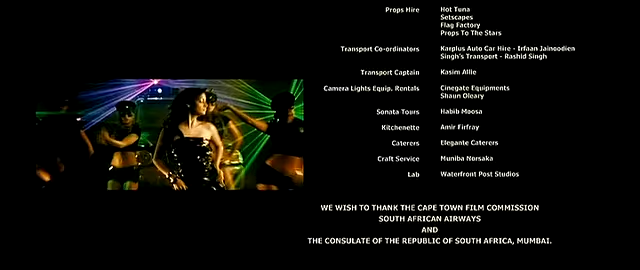 Props Hire Hot Tuna
Setscapes
Flag Factory
Props To The Stars
Transport Co-ordinators Karplus Auto Car Hire - Irfaan Jainoodien
Singh's Transport - Rashid Singh
Transport Captain Kasim Allie
Camera Lights Equip. Rentals Cinegate Equipments
Shaun Oleary
Sonata Tours Habib Moosa
Kitchenette Amir Firfray
Caterers Elegante Caterers
Craft Service Muniba Norsaka
Lab Waterfront Post Studios
WE WISH TO THANK THE CAPE TOWN FILM COMMISSION
SOUTH AFRICAN AIRWAYS
AND
THE CONSULATE OF THE REPUBLIC OF SOUTH AFRICA, MUMBAI.